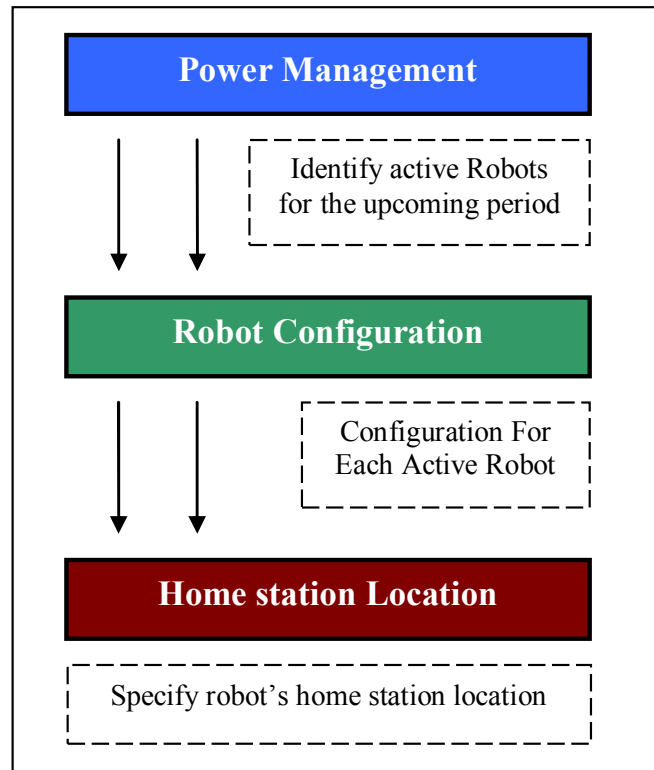 Power Management
Identify active Robots
for the upcoming period
Robot Configuration
Configuration For
Each Active Robot
Home station Location
Specify robot's home station location